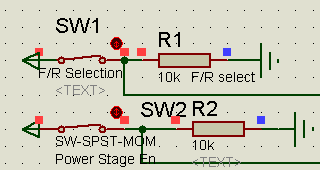 SW1
R1
F/R Selection
10k
F/R select
<TEXT>
SW2
R2
SW-SPST-MOM
10k
Power Stage En
<TEXT>